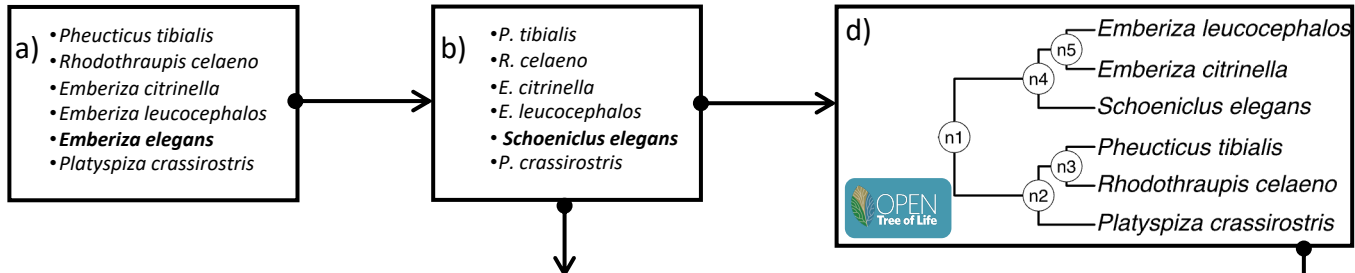 a)
•Pheucticus tibialis
•Rhodothraupis celaeno
•Emberiza citrinella
•Emberiza leucocephalos
•Emberiza elegans
•Platyspiza crassirostris
b)
•P. tibialis
•R. celaeno
•E. citrinella
•E. leucocephalos
•Schoeniclus elegans
•P. crassirostris
d)
Emberiza leucocephalos
n5
Emberiza citrinella
n4
Schoeniclus elegans
n1
Pheucticus tibialis
n3
Rhodothraupis celaeno
n2
Platyspiza crassirostris
OPEN
Tree of Life